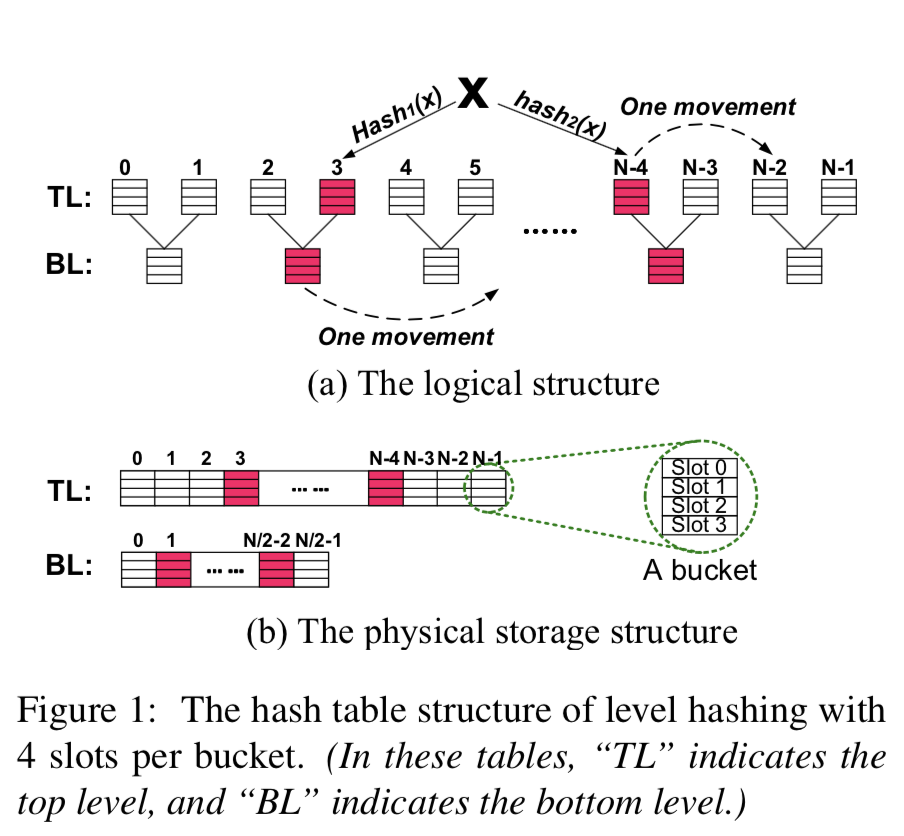 X
Hash1(x)
hash2(x)
One movement
0 1 2 3 4 5 N-4 N-3 N-2 N-1
TL:
......
BL:
One movement
(a) The logical structure
0 1 2 3 N-4 N-3 N-2 N-1
TL:
... ...
Slot 0
Slot 1
Slot 2
Slot 3
A bucket
0 1 N/2-2 N/2-1
BL:
... ...
(b) The physical storage structure
Figure 1: The hash table structure of level hashing with
4 slots per bucket. (In these tables, “TL” indicates the
top level, and “BL” indicates the bottom level.)